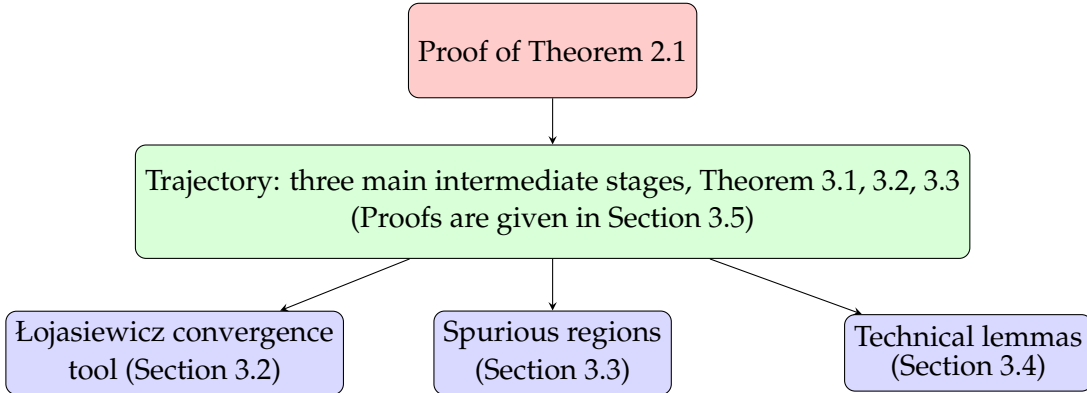 Proof of Theorem 2.1
Trajectory: three main intermediate stages, Theorem 3.1, 3.2, 3.3
(Proofs are given in Section 3.5)
Łojasiewicz convergence
tool (Section 3.2)
Spurious regions
(Section 3.3)
Technical lemmas
(Section 3.4)